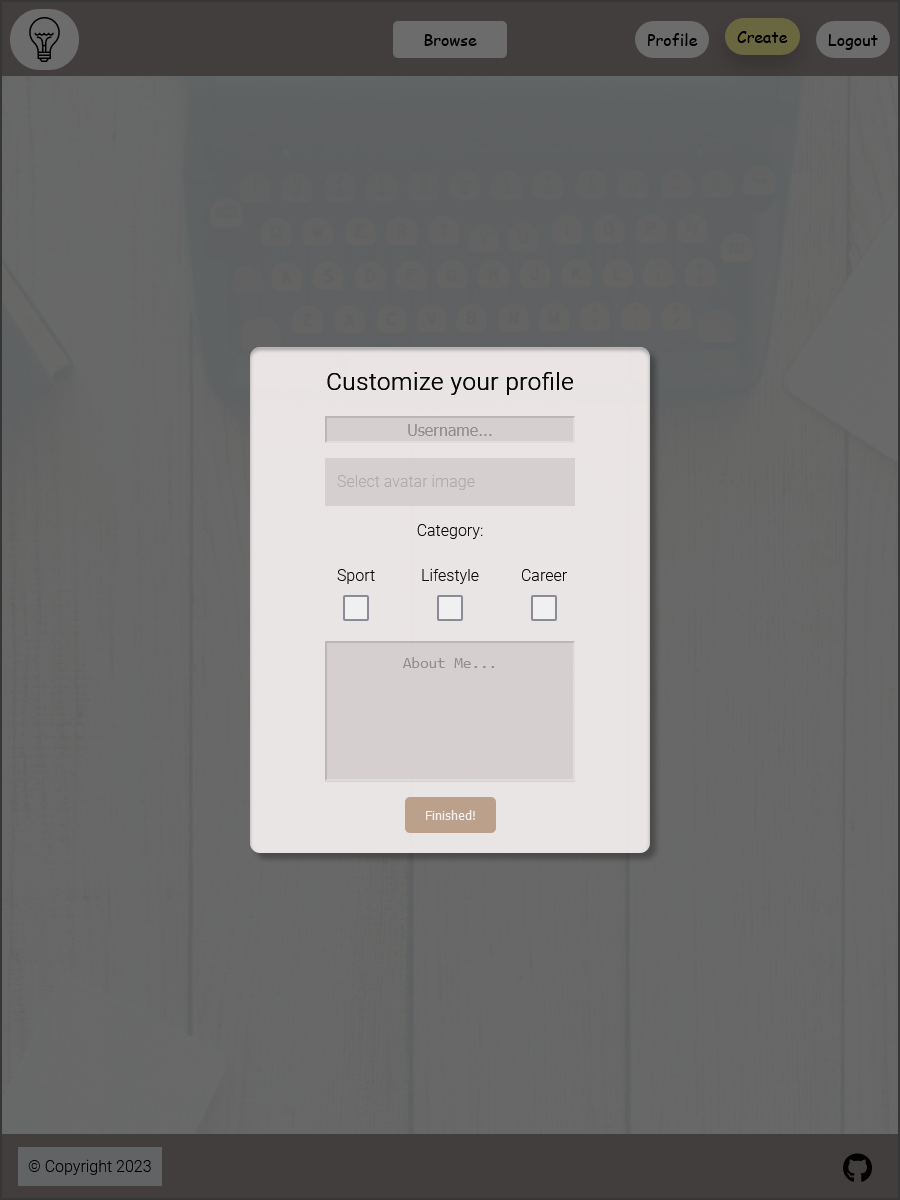 Browse
Profile
Create
Logout
Customize your profile
Username...
Select avatar image
Category:
Sport
Lifestyle
Career
About Me...
Finished!
© Copyright 2023